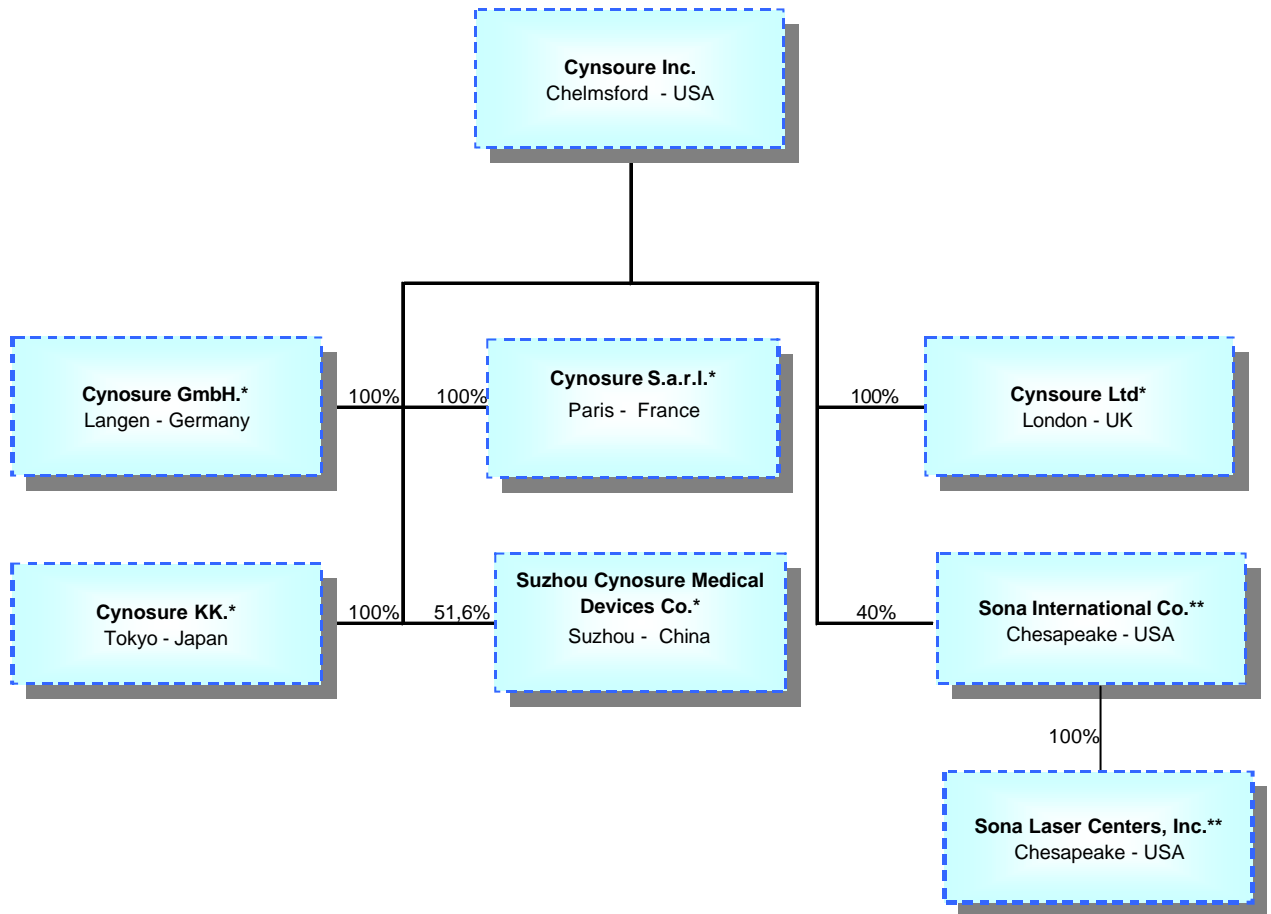 Cynsoure Inc.
Chelmsford - USA
Cynosure GmbH.*
Langen - Germany
100%
100%
Cynosure S.a.r.l.*
Paris - France
100%
Cynsoure Ltd*
London - UK
Cynosure KK.*
Tokyo - Japan
100%
51,6%
Suzhou Cynosure Medical
Devices Co.*
Suzhou - China
40%
Sona International Co.**
Chesapeake - USA
100%
Sona Laser Centers, Inc.**
Chesapeake - USA